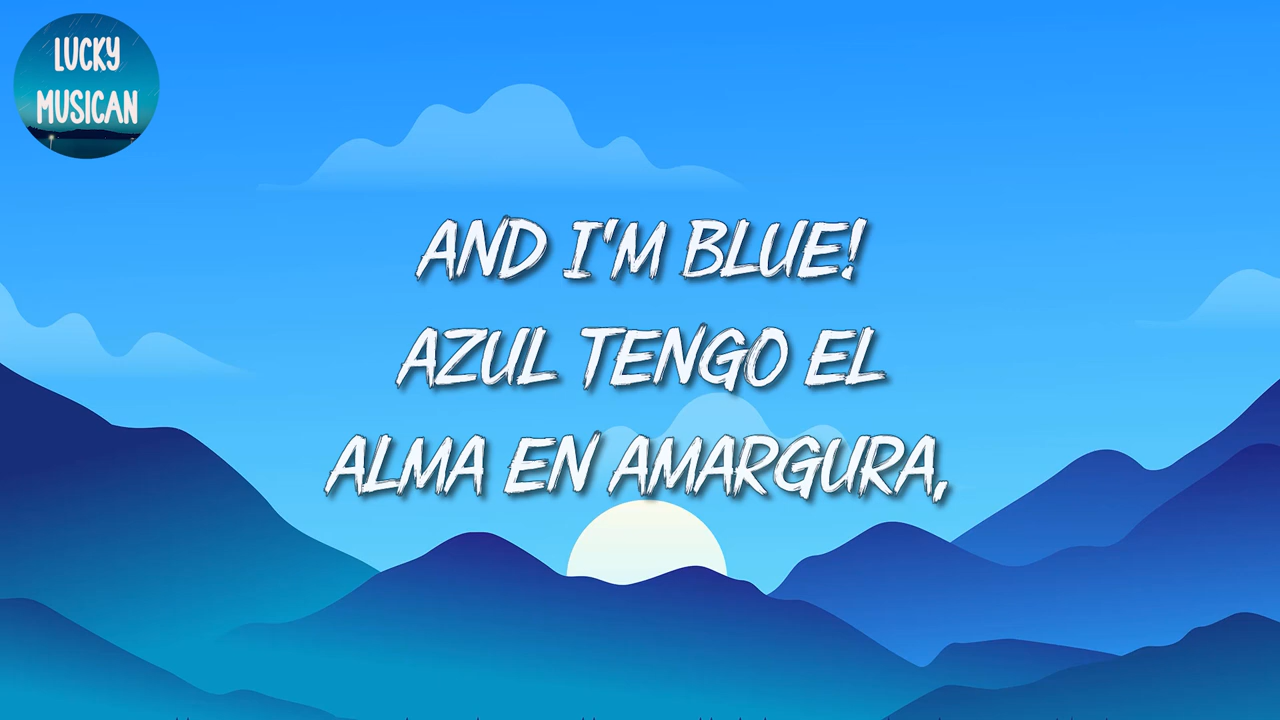 LUCKY
MUSICAN
AND I'M BLUE!
AZUL TENGO EL
ALMA EN AMARGURA,